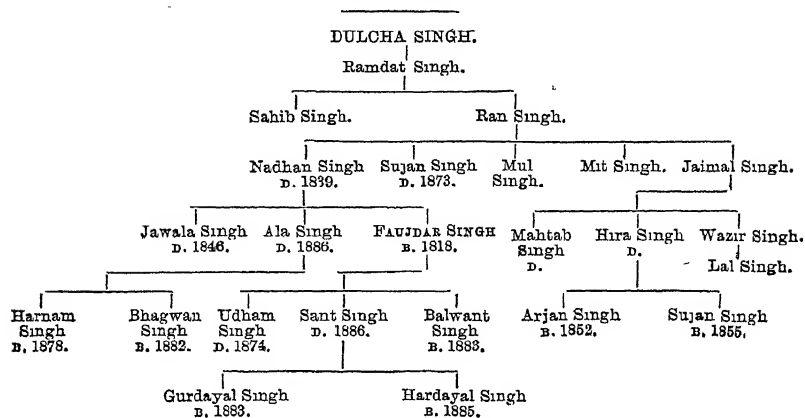 DULCHA SINGH.
Ramdat Singh.
Sahib Singh. Ran Singh.
Nadhan Singh Sujan Singh Mul Mit Singh. Jaimal Singh.
D. 1839. D. 1873. Singh.
Jawala Singh Ala Singh FAUJDAR SINGH Mahtab Hira Singh Wazir Singh.
D. 1846. D. 1886. B. 1818. Singh D.
D. Lal Singh.
Harnam Bhagwan Udham Sant Singh Balwant Arjan Singh Sujan Singh
Singh Singh Singh D. 1886. Singh B. 1852. B. 1855.
B. 1878. B. 1882. D. 1874. B. 1883.
Gurdayal Singh Hardayal Singh
B. 1883. B. 1885.